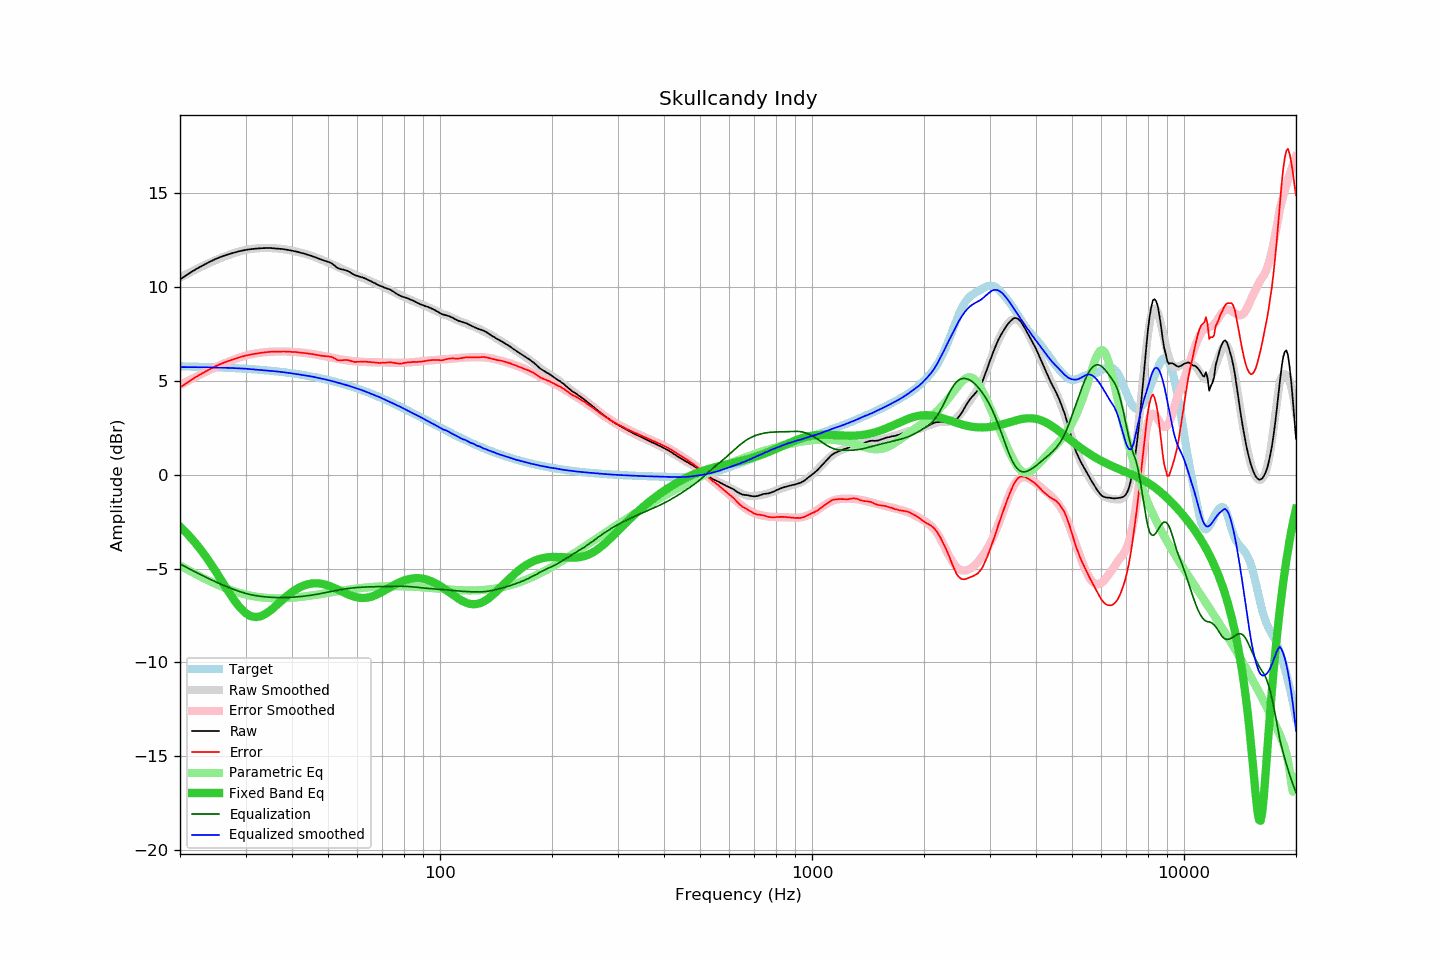 Skullcandy Indy
15
10
5
0
−5
−10
−15
−20
Amplitude (dBr)
Target
Raw Smoothed
Error Smoothed
Raw
Error
Parametric Eq
Fixed Band Eq
Equalization
Equalized smoothed
100
1000
10000
Frequency (Hz)